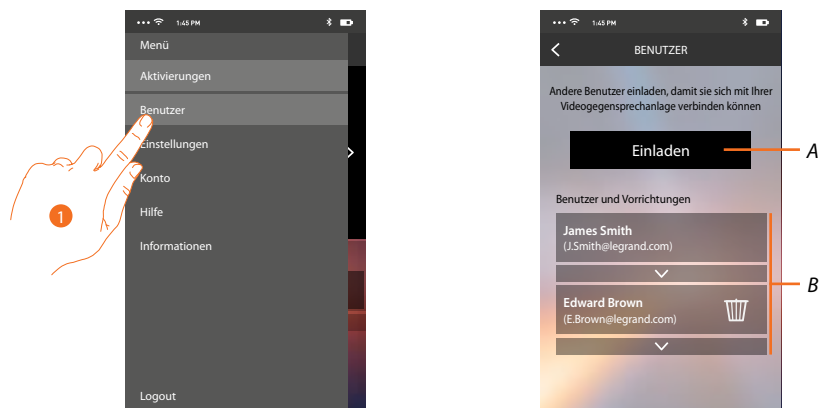 1:45 PM
Menü
Aktivierungen
Benutzer
Einstellungen
Konto
Hilfe
Informationen
Logout
1
1:45 PM
BENUTZER
Andere Benutzer einladen, damit sie sich mit Ihrer
Videogegensprechanlage verbinden können
Einladen
A
Benutzer und Vorrichtungen
James Smith
(J.Smith@legrand.com)
Edward Brown
(E.Brown@legrand.com)
B